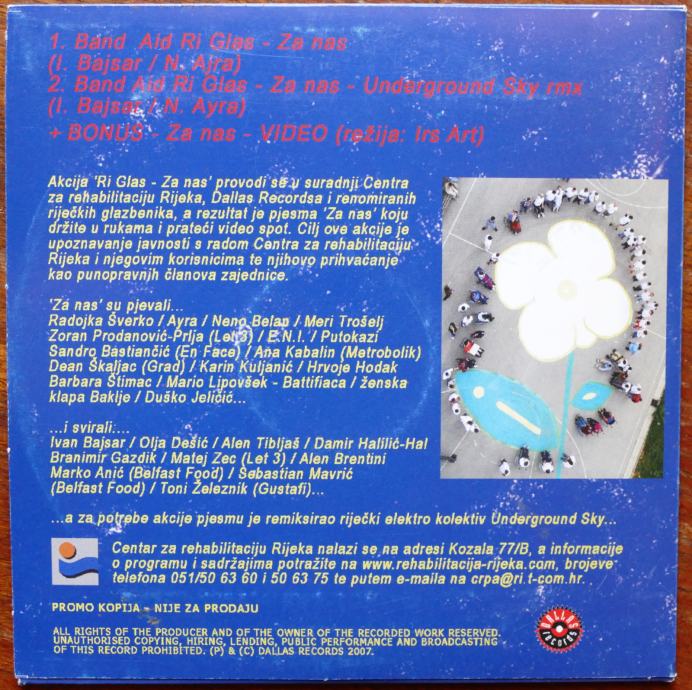 1. Band Aid Ri Glas - Za nas
(I. Bajsar / N. Ajra)
2. Band Aid Ri Glas - Za nas - Underground Sky rmx
(I. Bajsar / N. Ayra)
+ BONUS - Za nas - VIDEO (režija: Irs Art)
Akcija 'Ri Glas - Za nas' provodi se u suradnji Centra
za rehabilitaciju Rijeka, Dallas Recordsa i renomiranih
riječkih glazbenika, a rezultat je pjesma 'Za nas' koju
držite u rukama i prateći video spot. Cilj ove akcije je
upoznavanje javnosti s radom Centra za rehabilitaciju
Rijeka i njegovim korisnicima te njihovo prihvaćanje
kao punopravnih članova zajednice.
'Za nas' su pjevali...
Radojka Šverko / Ayra / Neno Belan / Meri Trošelj
Zoran Prodanović-Prlja (Let 3) / E.N.I. / Putokazi
Sandro Bastiančić (En Face) / Ana Kabalin (Metrobolik)
Dean Škaljac (Grad) / Karin Kuljanić / Hrvoje Hodak
Barbara Štimac / Mario Lipovšek - Battifiaca / ženska
klapa Baklje / Duško Jeličić...
...i svirali....
Ivan Bajsar / Olja Dešić / Alen Tibljaš / Damir Halilić-Hal
Branimir Gazdik / Matej Zec (Let 3) / Alen Brentini
Marko Anić (Belfast Food) / Sebastian Mavrić
(Belfast Food) / Toni Železnik (Gustafi)...
...a za potrebe akcije pjesmu je remiksirao riječki elektro kolektiv Underground Sky...
Centar za rehabilitaciju Rijeka nalazi se na adresi Kozala 77/B, a informacije
o programu i sadržajima potražite na www.rehabilitacija-rijeka.com, brojeve
telefona 051/50 63 60 i 50 63 75 te putem e-maila na crpa@ri.t-com.hr.
PROMO KOPIJA - NIJE ZA PRODAJU
ALL RIGHTS OF THE PRODUCER AND OF THE OWNER OF THE RECORDED WORK RESERVED.
UNAUTHORISED COPYING, HIRING, LENDING, PUBLIC PERFORMANCE AND BROADCASTING
OF THIS RECORD PROHIBITED. (P) & (C) DALLAS RECORDS 2007.
DALLAS
RECORDS